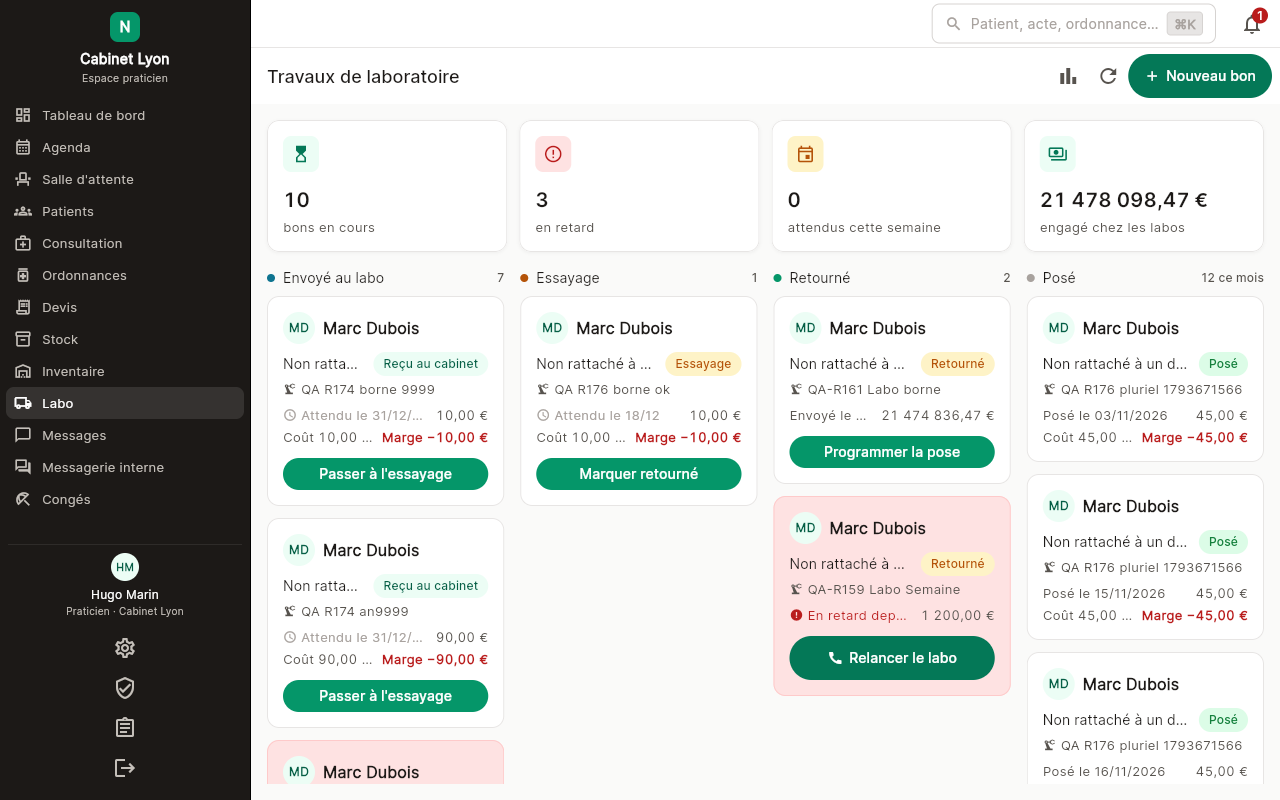 N
Cabinet Lyon
Espace praticien
Tableau de bord
Agenda
Salle d'attente
Patients
Consultation
Ordonnances
Devis
Stock
Inventaire
Labo
Messages
Messagerie interne
Congés
HM
Hugo Marin
Praticien · Cabinet Lyon
Patient, acte, ordonnance... ⌘K
1
Travaux de laboratoire
+ Nouveau bon
10
bons en cours
3
en retard
0
attendus cette semaine
21 478 098,47 €
engagé chez les labos
Envoyé au labo 7
MD Marc Dubois
Non ratta... Reçu au cabinet
QA R174 borne 9999
Attendu le 31/12/... 10,00 €
Coût 10,00 ... Marge −10,00 €
Passer à l'essayage
MD Marc Dubois
Non ratta... Reçu au cabinet
QA R174 an9999
Attendu le 31/12/... 90,00 €
Coût 90,00 ... Marge −90,00 €
Passer à l'essayage
MD Marc Dubois
Essayage 1
MD Marc Dubois
Non rattaché à ... Essayage
QA R176 borne ok
Attendu le 18/12 10,00 €
Coût 10,00 ... Marge −10,00 €
Marquer retourné
Retourné 2
MD Marc Dubois
Non rattaché à ... Retourné
QA-R161 Labo borne
Envoyé le ... 21 474 836,47 €
Programmer la pose
MD Marc Dubois
Non rattaché à ... Retourné
QA-R159 Labo Semaine
En retard dep... 1 200,00 €
Relancer le labo
Posé 12 ce mois
MD Marc Dubois
Non rattaché à un d... Posé
QA R176 pluriel 1793671566
Posé le 03/11/2026 45,00 €
Coût 45,00 ... Marge −45,00 €
MD Marc Dubois
Non rattaché à un d... Posé
QA R176 pluriel 1793671566
Posé le 15/11/2026 45,00 €
Coût 45,00 ... Marge −45,00 €
MD Marc Dubois
Non rattaché à un d... Posé
QA R176 pluriel 1793671566
Posé le 16/11/2026 45,00 €